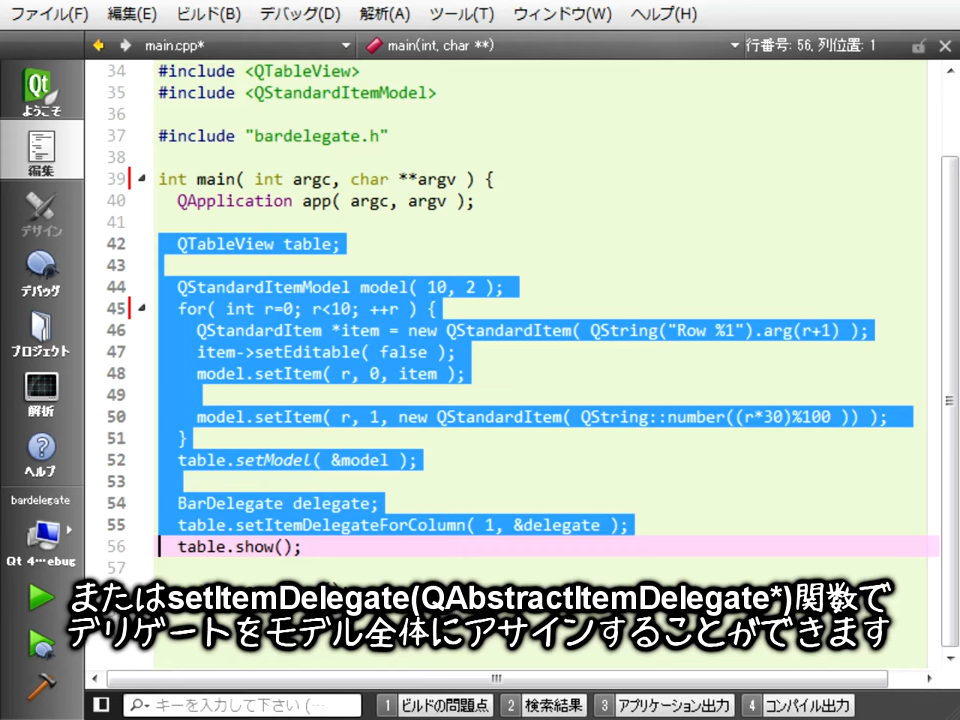 ファイル(F) 編集(E) ビルド(B) デバッグ(D) 解析(A) ツール(T) ウィンドウ(W) ヘルプ(H)
main.cpp* main(int, char **) 行番号: 56, 列位置: 1
ようこそ
編集
デザイン
デバッグ
プロジェクト
解析
ヘルプ
bardelegate
Qt 4…ebug
34 #include <QTableView>
35 #include <QStandardItemModel>
36
37 #include "bardelegate.h"
38
39 int main( int argc, char **argv ) {
40 QApplication app( argc, argv );
41
42 QTableView table;
43
44 QStandardItemModel model( 10, 2 );
45 for( int r=0; r<10; ++r ) {
46 QStandardItem *item = new QStandardItem( QString("Row %1").arg(r+1) );
47 item->setEditable( false );
48 model.setItem( r, 0, item );
49
50 model.setItem( r, 1, new QStandardItem( QString::number((r*30)%100 )) );
51 }
52 table.setModel( &model );
53
54 BarDelegate delegate;
55 table.setItemDelegateForColumn( 1, &delegate );
56 table.show();
57
またはsetItemDelegate(QAbstractItemDelegate*)関数で
デリゲートをモデル全体にアサインすることができます
キーを入力して下さい (… 1 ビルドの問題点 2 検索結果 3 アプリケーション出力 4 コンパイル出力